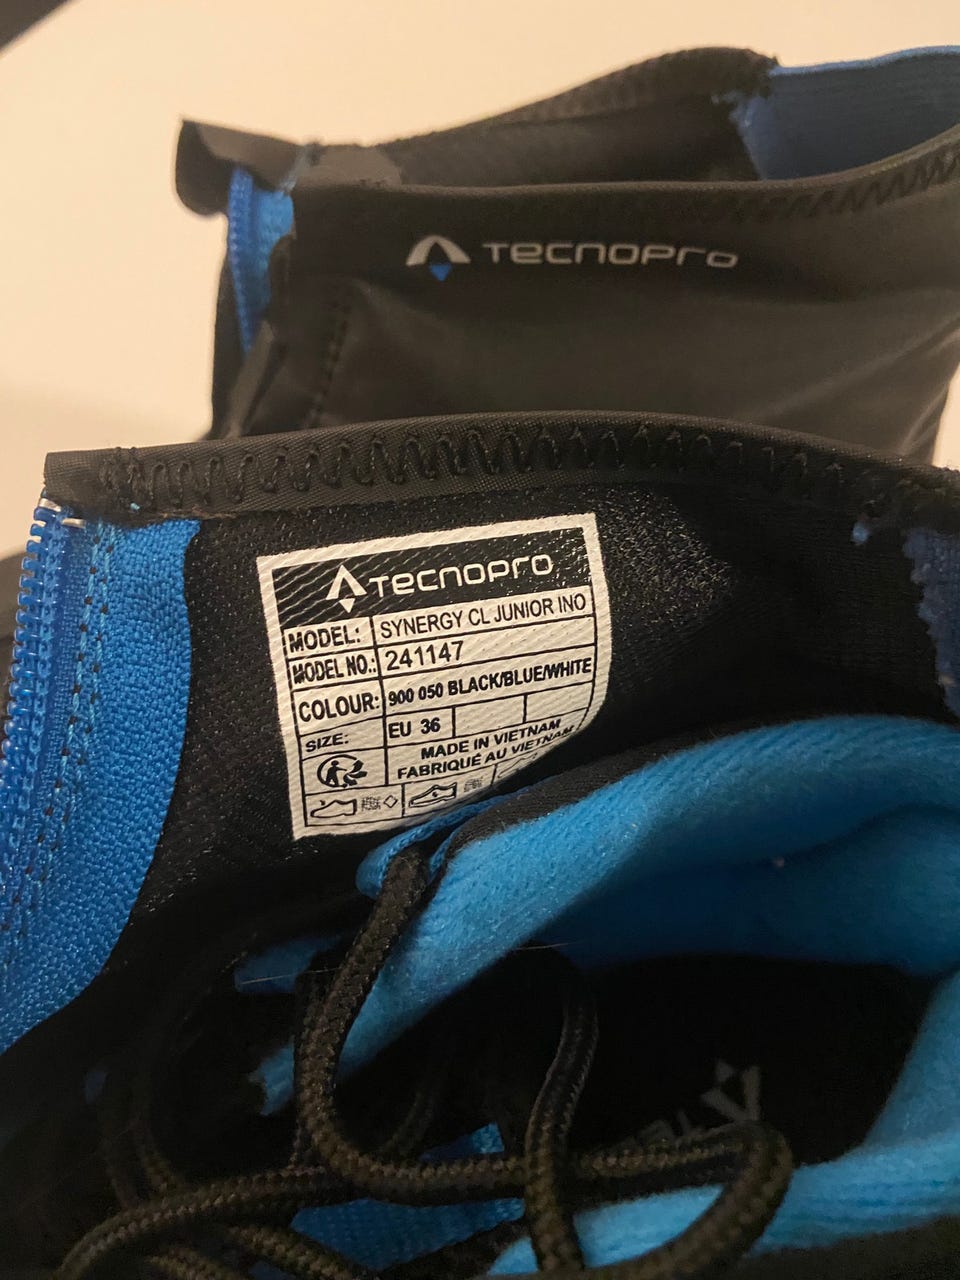 TECNOPRO
TECNOPRO
MODEL: SYNERGY CL JUNIOR INO
MODEL NO.: 241147
COLOUR: 900 050 BLACK/BLUE/WHITE
SIZE: EU 36
MADE IN VIETNAM
FABRIQUÉ AU VIETNAM
TE